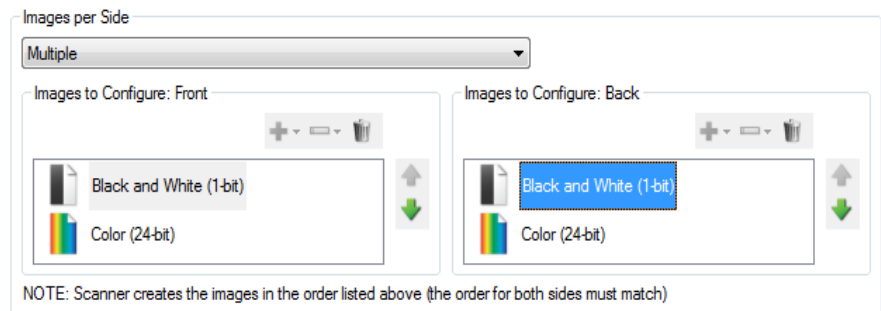 Images per Side
Multiple
Images to Configure: Front
Black and White (1-bit)
Color (24-bit)
Images to Configure: Back
Black and White (1-bit)
Color (24-bit)
NOTE: Scanner creates the images in the order listed above (the order for both sides must match)